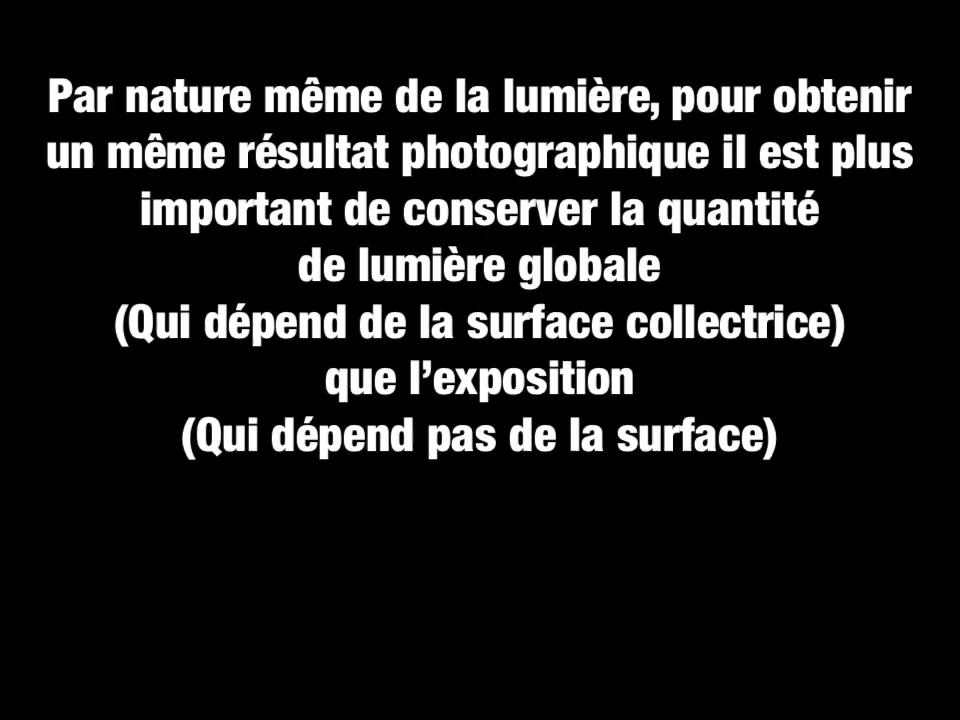 Par nature même de la lumière, pour obtenir
un même résultat photographique il est plus
important de conserver la quantité
de lumière globale
(Qui dépend de la surface collectrice)
que l’exposition
(Qui dépend pas de la surface)